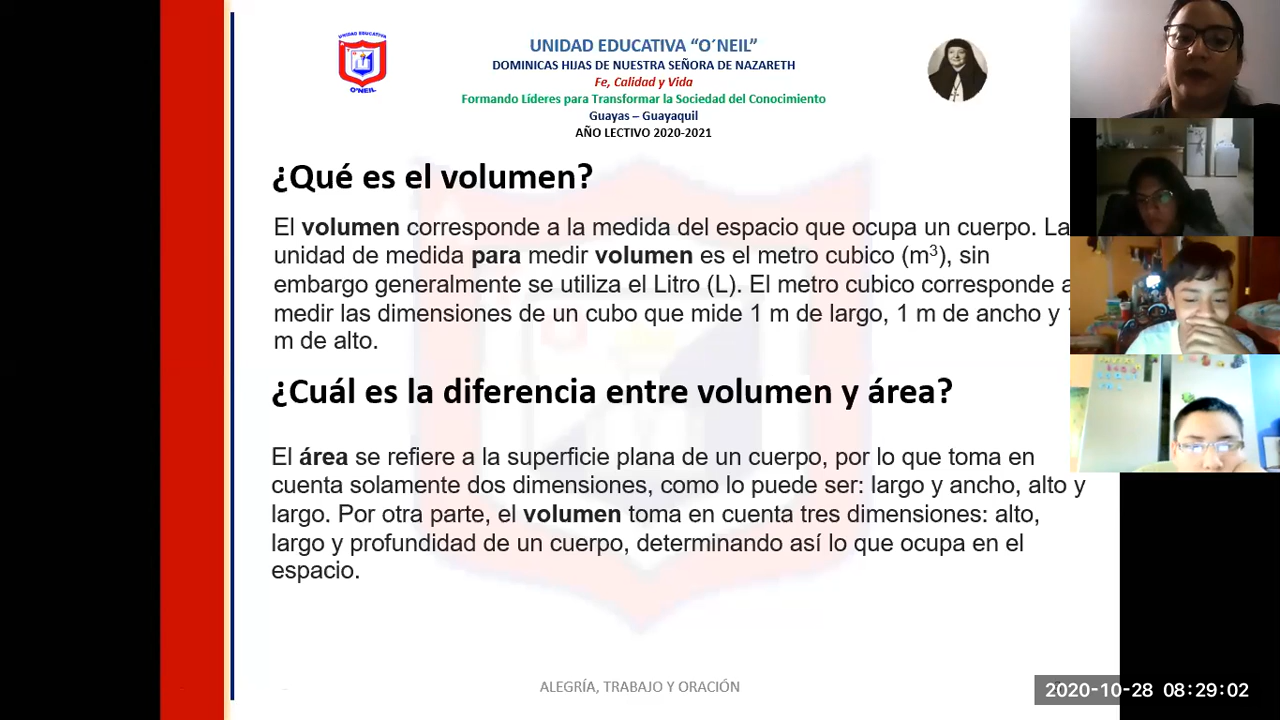 UNIDAD EDUCATIVA
O´NEIL
UNIDAD EDUCATIVA “O´NEIL”
DOMINICAS HIJAS DE NUESTRA SEÑORA DE NAZARETH
Fe, Calidad y Vida
Formando Líderes para Transformar la Sociedad del Conocimiento
Guayas – Guayaquil
AÑO LECTIVO 2020-2021
¿Qué es el volumen?
El volumen corresponde a la medida del espacio que ocupa un cuerpo. La
unidad de medida para medir volumen es el metro cubico (m³), sin
embargo generalmente se utiliza el Litro (L). El metro cubico corresponde a
medir las dimensiones de un cubo que mide 1 m de largo, 1 m de ancho y
m de alto.
¿Cuál es la diferencia entre volumen y área?
El área se refiere a la superficie plana de un cuerpo, por lo que toma en
cuenta solamente dos dimensiones, como lo puede ser: largo y ancho, alto y
largo. Por otra parte, el volumen toma en cuenta tres dimensiones: alto,
largo y profundidad de un cuerpo, determinando así lo que ocupa en el
espacio.
ALEGRÍA, TRABAJO Y ORACIÓN
2020-10-28 08:29:02